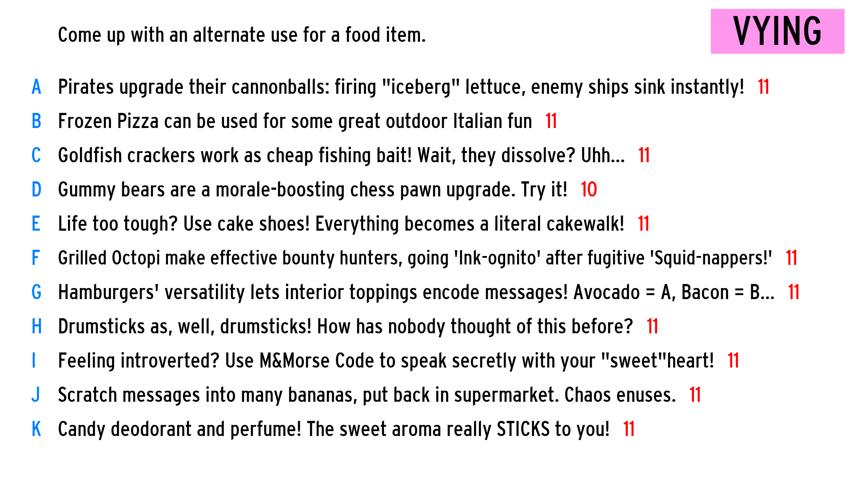 Come up with an alternate use for a food item.
VYING
A Pirates upgrade their cannonballs: firing "iceberg" lettuce, enemy ships sink instantly! 11
B Frozen Pizza can be used for some great outdoor Italian fun 11
C Goldfish crackers work as cheap fishing bait! Wait, they dissolve? Uhh... 11
D Gummy bears are a morale-boosting chess pawn upgrade. Try it! 10
E Life too tough? Use cake shoes! Everything becomes a literal cakewalk! 11
F Grilled Octopi make effective bounty hunters, going 'Ink-ognito' after fugitive 'Squid-nappers!' 11
G Hamburgers' versatility lets interior toppings encode messages! Avocado = A, Bacon = B... 11
H Drumsticks as, well, drumsticks! How has nobody thought of this before? 11
I Feeling introverted? Use M&Morse Code to speak secretly with your "sweet"heart! 11
J Scratch messages into many bananas, put back in supermarket. Chaos enuses. 11
K Candy deodorant and perfume! The sweet aroma really STICKS to you! 11